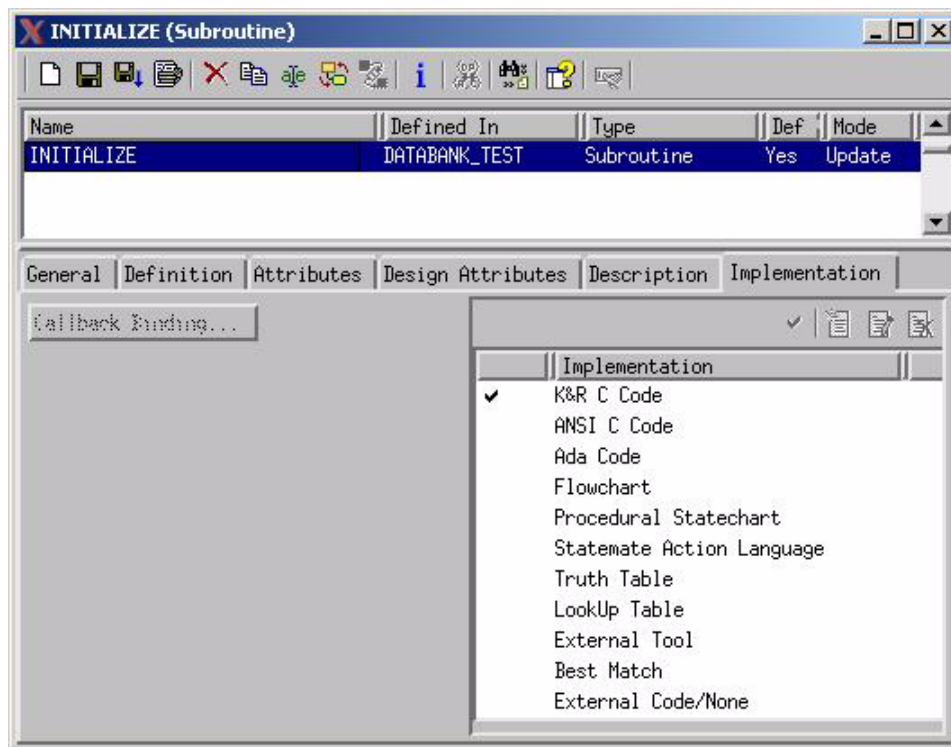 INITIALIZE (Subroutine)
Name Defined In Type Def Mode
INITIALIZE DATABANK_TEST Subroutine Yes Update
General Definition Attributes Design Attributes Description Implementation
Callback Binding...
Implementation
K&R C Code
ANSI C Code
Ada Code
Flowchart
Procedural Statechart
Statemate Action Language
Truth Table
LookUp Table
External Tool
Best Match
External Code/None